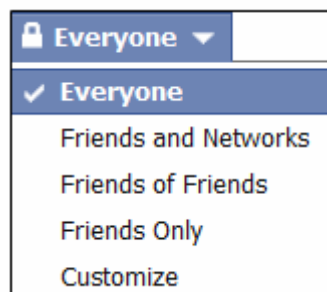 Everyone
Everyone
Friends and Networks
Friends of Friends
Friends Only
Customize